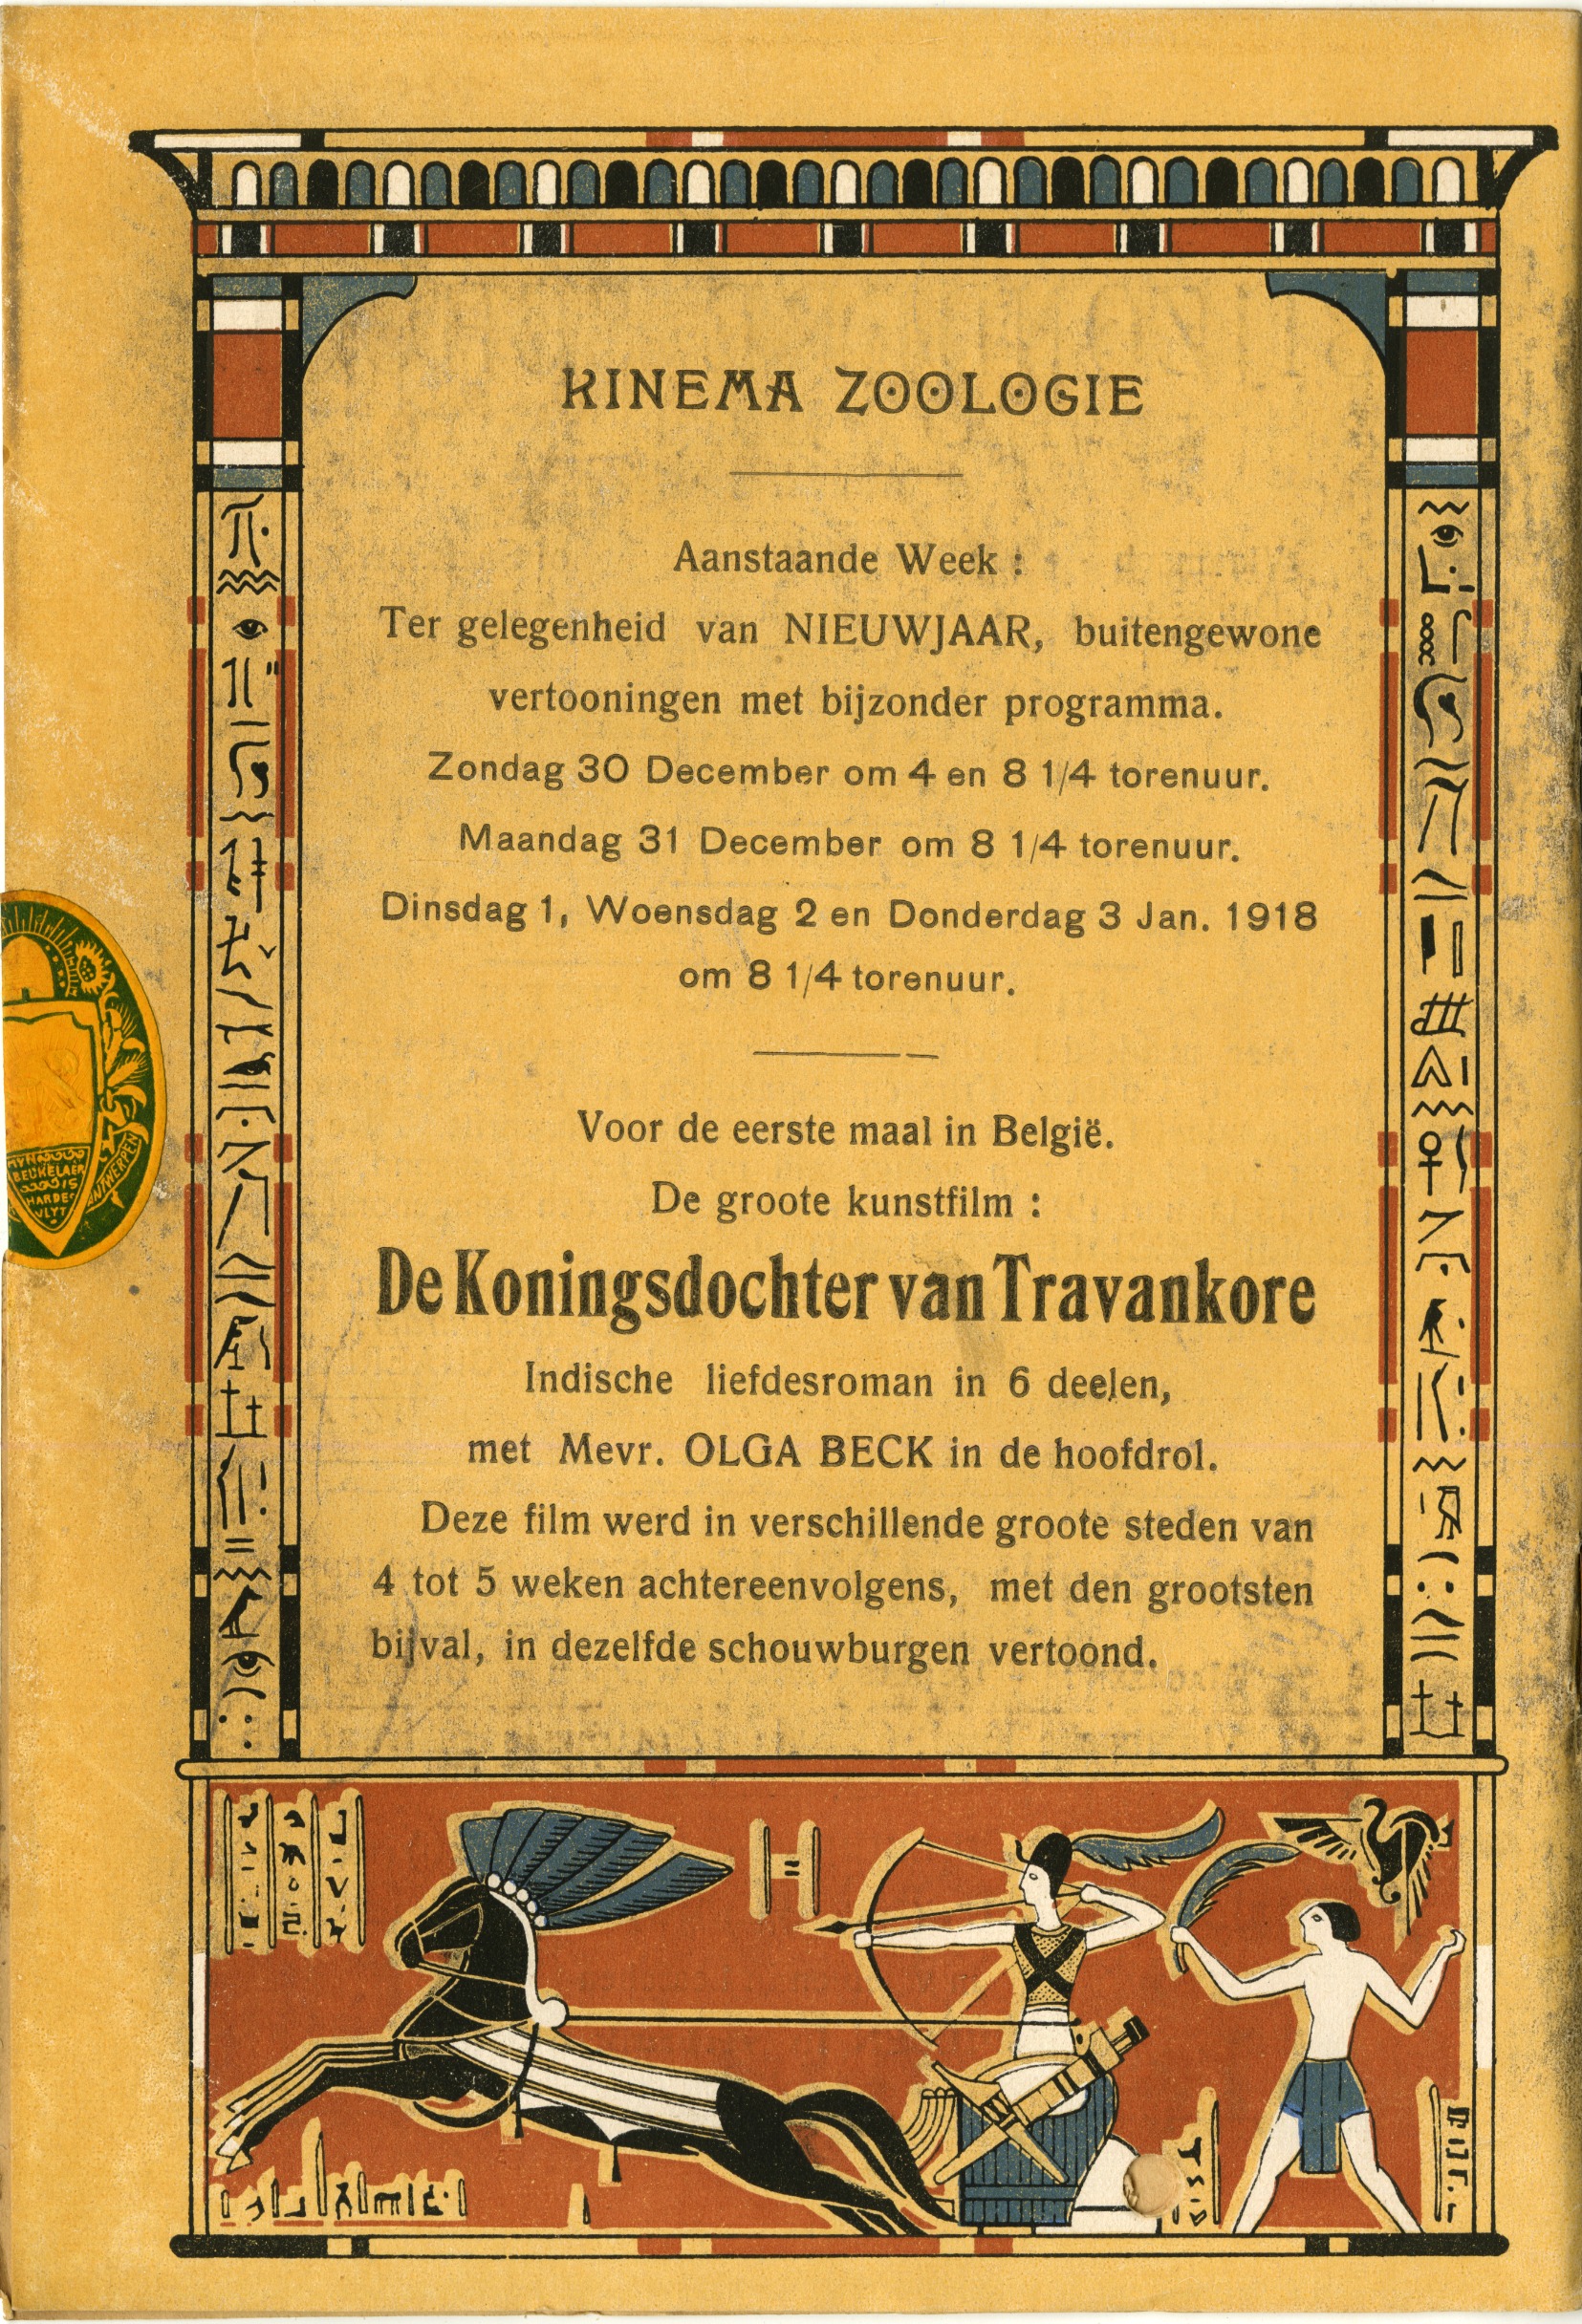 KINEMA ZOOLOGIE
Aanstaande Week :
Ter gelegenheid van NIEUWJAAR, buitengewone
vertooningen met bijzonder programma.
Zondag 30 December om 4 en 8 1/4 torenuur.
Maandag 31 December om 8 1/4 torenuur.
Dinsdag 1, Woensdag 2 en Donderdag 3 Jan. 1918
om 8 1/4 torenuur.
Voor de eerste maal in België.
De groote kunstfilm :
De Koningsdochter van Travankore
Indische liefdesroman in 6 deelen,
met Mevr. OLGA BECK in de hoofdrol.
Deze film werd in verschillende groote steden van
4 tot 5 weken achtereenvolgens, met den grootsten
bijval, in dezelfde schouwburgen vertoond.
BEUKELAER
IS
HARDE
ANTWERPEN